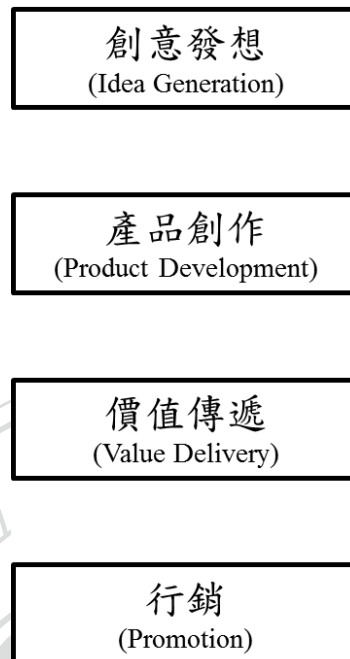 創意發想
(Idea Generation)
產品創作
(Product Development)
價值傳遞
(Value Delivery)
行銷
(Promotion)